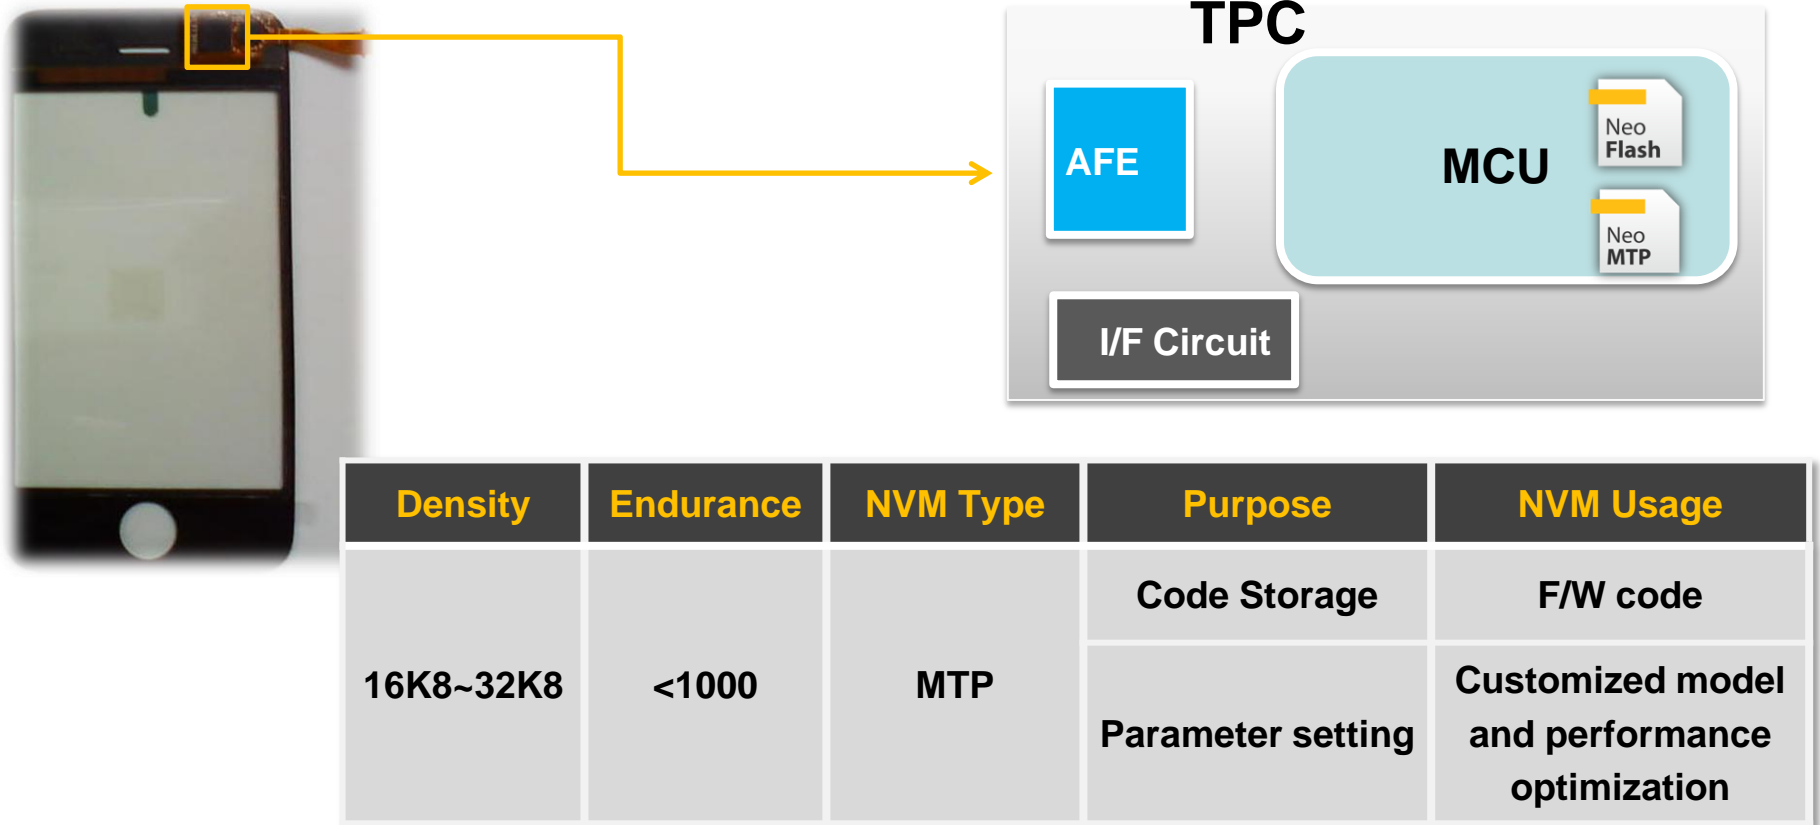 TPC
AFE
MCU
Neo
Flash
Neo
MTP
I/F Circuit
Density Endurance NVM Type Purpose NVM Usage
16K8~32K8 <1000 MTP
Code Storage F/W code
Parameter setting
Customized model
and performance
optimization